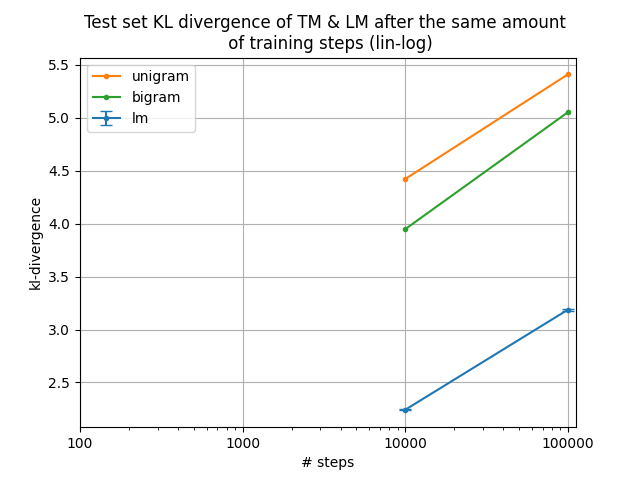 Test set KL divergence of TM & LM after the same amount
of training steps (lin-log)
unigram
bigram
lm
kl-divergence
5.5
5.0
4.5
4.0
3.5
3.0
2.5
100 1000 10000 100000
# steps